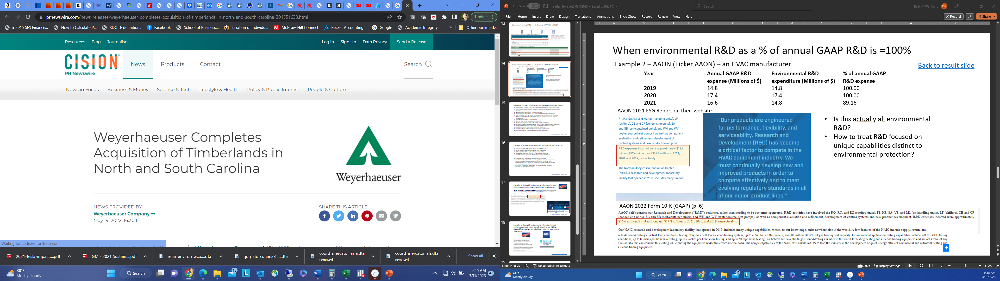 prnewswire.com/news-releases/weyerhaeuser-completes-acquisition-of-timberlands-in-north-and-south-carolina-301551633.html
Update
» 2015 SFS Finance...
How to Calculate P...
SDC TF definitions
Facebook
School of Business...
Taxation of Individu...
McGraw-Hill Connect
Becker Accounting...
Google
Academic Integrity...
»
Other bookmarks
Resources
Blog
Journalists
Log In
Sign Up
Data Privacy
Send a Release
CISION
PR Newswire
News
Products
Contact
Search
News in Focus
Business & Money
Science & Tech
Lifestyle & Health
Policy & Public Interest
People & Culture
Weyerhaeuser Completes
Acquisition of Timberlands in
North and South Carolina
Weyerhaeuser
NEWS PROVIDED BY
Weyerhaeuser Company
May 19, 2022, 16:30 ET
SHARE THIS ARTICLE
Waiting for code.visitor-track.com...
2021-tesla-impact....pdf
GM - 2021 Sustain....pdf
refin_environ_wco....dta
qog_std_cs_jan23_....dta
coord_mercator_asia.dta
Removed
coord_mercator_afr.dta
Removed
Show all
38°F
Mostly cloudy
Search
15
9:55 AM
3/11/2023
47
AutoSave
Off
slides_for_scott_03102023 • Saved to this PC
Search
Kelly M Wentland
KM
File
Home
Insert
Draw
Design
Transitions
Animations
Slide Show
Record
Review
View
Help
Record
Share
13
14
15
16
17
18
19
When environmental R&D as a % of annual GAAP R&D is =100%
Example 2 – AAON (Ticker AAON) – an HVAC manufacturer
Back to result slide
Year Annual GAAP R&D expense (Millions of $) Environmental R&D expenditure (Millions of $) % of annual GAAP R&D expense
2019 14.8 14.8 100.00
2020 17.4 17.4 100.00
2021 16.6 14.8 89.16
AAON 2021 ESG Report on their website
F1, H3, SA, V3, and M2 (air handling units), LF
(chillers), CB and CF (condensing units), SA
and SB (self-contained units), and WH and WV
(water source heat pumps), as well as component
evaluation and refinement, development of
control systems and new product development.
R&D expenses incurred were approximately $16.6
million, $17.4 million, and $14.8 million in 2021,
2020, and 2019, respectively.
The Norman Asbjornson Innovation Center
(NAIC), a research and development laboratory
facility that opened in 2019, includes many unique
“Our products are engineered
for performance, flexibility, and
serviceability. Research and
Development (R&D) has become
a critical factor to compete in the
HVAC equipment industry. We
must continually develop new and
improved products in order to
compete effectively and to meet
evolving regulatory standards in all
of our major product lines.”
• Is this actually all environmental
R&D?
• How to treat R&D focused on
unique capabilities distinct to
environmental protection?
AAON 2022 Form 10-K (GAAP) (p. 6)
AAON self-sponsors our Research and Development (“R&D”) activities, rather than needing to be customer-sponsored. R&D activities have involved the RQ, RN, and RZ (rooftop units), F1, H3, SA, V3, and M2 (air handling units), LF (chillers), CB and CF
(condensing units), SA and SB (self-contained units), and WH and WV (water-source heat pumps), as well as component evaluation and refinement, development of control systems and new product development. R&D expenses incurred were approximately
$16.6 million, $17.4 million, and $14.8 million in 2021, 2020, and 2019, respectively.
Our NAIC research and development laboratory facility that opened in 2019, includes many unique capabilities, which, to our knowledge, exist nowhere else in the world. A few features of the NAIC include supply, return, and
outside sound testing at actual load conditions, testing of up to a 300 ton air conditioning system, up to a 540 ton chiller system, and 80 million BTU/hr of gas heating test capacity. Environmental application testing capabilities include -20 to 140°F testing
conditions, up to 8 inches per hour rain testing, up to 2 inches per hour snow testing, and up to 50 mph wind testing. We believe we have the largest sound-testing chamber in the world for testing heating and air conditioning equipment and are not aware of any
similar labs that can conduct this testing while putting the equipment under full environmental load. The unique capabilities of the NAIC will enable AAON to lead the industry in the development of quiet, energy efficient commercial and industrial heating and
air conditioning equipment.
Slide 14 of 20
Accessibility: Investigate
Notes
Display Settings
119%
38°F
Mostly cloudy
Search
9:55 AM
3/11/2023